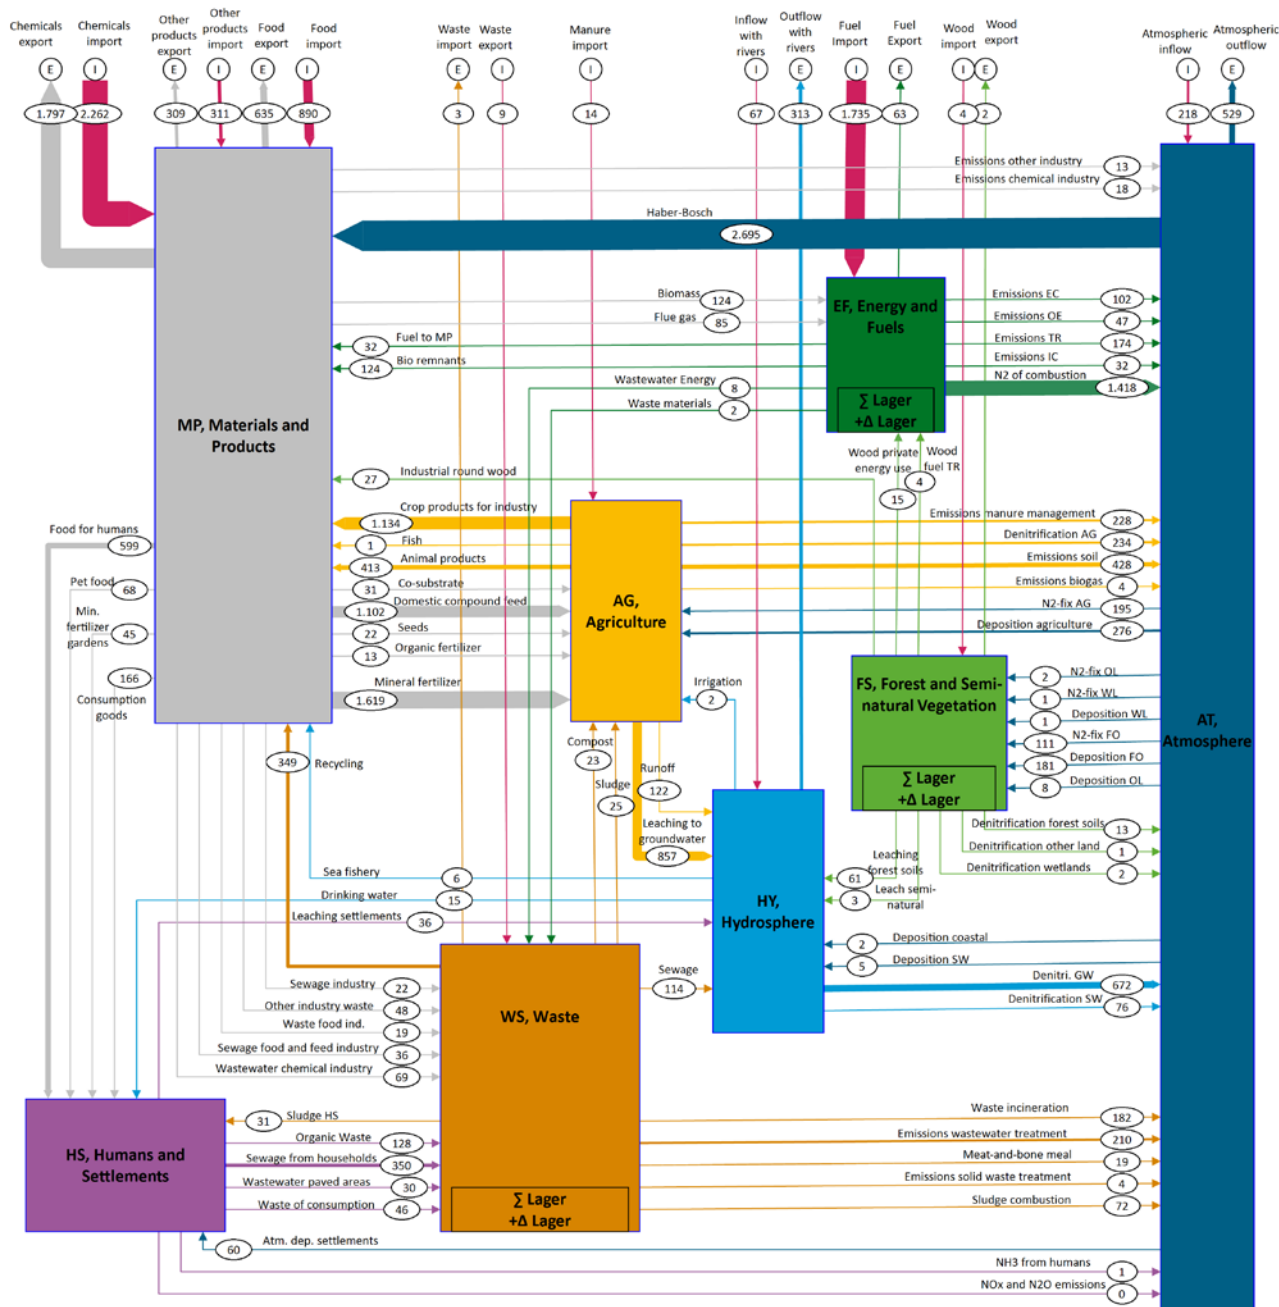 Chemicals
export
Chemicals
import
Other
products
export
Other
products
import
Food
export
Food
import
Waste
import
Waste
export
Manure
import
Inflow
with
rivers
Outflow
with
rivers
Fuel
Import
Fuel
Export
Wood
import
Wood
export
Atmospheric
inflow
Atmospheric
outflow
E
I
E
I
E
I
E
I
I
I
E
I
E
I
E
I
E
1.797
2.262
309
311
635
890
3
9
14
67
313
1.735
63
4
2
218
529
Emissions other industry
13
Emissions chemical industry
18
Haber-Bosch
2.695
Biomass
124
Flue gas
85
EF, Energy and
Fuels
Emissions EC
102
Emissions OE
47
Emissions TR
174
Emissions IC
32
N2 of combustion
1.418
Fuel to MP
32
Bio remnants
124
Wastewater Energy
8
Waste materials
2
∑ Lager
+Δ Lager
MP, Materials and
Products
Wood private
energy use
15
Wood
fuel TR
4
Industrial round wood
27
Crop products for industry
1.134
Fish
1
Animal products
413
Co-substrate
31
Domestic compound feed
1.102
Seeds
22
Organic fertilizer
13
Mineral fertilizer
1.619
AG,
Agriculture
Emissions manure management
228
Denitrification AG
234
Emissions soil
428
Emissions biogas
4
N2-fix AG
195
Deposition agriculture
276
Food for humans
599
Pet food
68
Min.
fertilizer
gardens
45
166
Consumption
goods
FS, Forest and Semi-
natural Vegetation
∑ Lager
+Δ Lager
N2-fix OL
2
N2-fix WL
1
Deposition WL
1
N2-fix FO
111
Deposition FO
181
Deposition OL
8
AT,
Atmosphere
Irrigation
2
349
Recycling
Compost
23
Sludge
25
Runoff
122
Leaching to
groundwater
857
Denitrification forest soils
13
Denitrification other land
1
Denitrification wetlands
2
Leaching
forest soils
61
Leach semi-
natural
3
Sea fishery
6
Drinking water
15
Leaching settlements
36
HY,
Hydrosphere
Deposition coastal
2
Deposition SW
5
Denitri. GW
672
Denitrification SW
76
Sewage
114
Sewage industry
22
Other industry waste
48
Waste food ind.
19
Sewage food and feed industry
36
Wastewater chemical industry
69
WS, Waste
∑ Lager
+Δ Lager
HS, Humans and
Settlements
31
Sludge HS
Organic Waste
128
Sewage from households
350
Wastewater paved areas
30
Waste of consumption
46
Waste incineration
182
Emissions wastewater treatment
210
Meat-and-bone meal
19
Emissions solid waste treatment
4
Sludge combustion
72
60
Atm. dep. settlements
NH3 from humans
1
NOx and N2O emissions
0